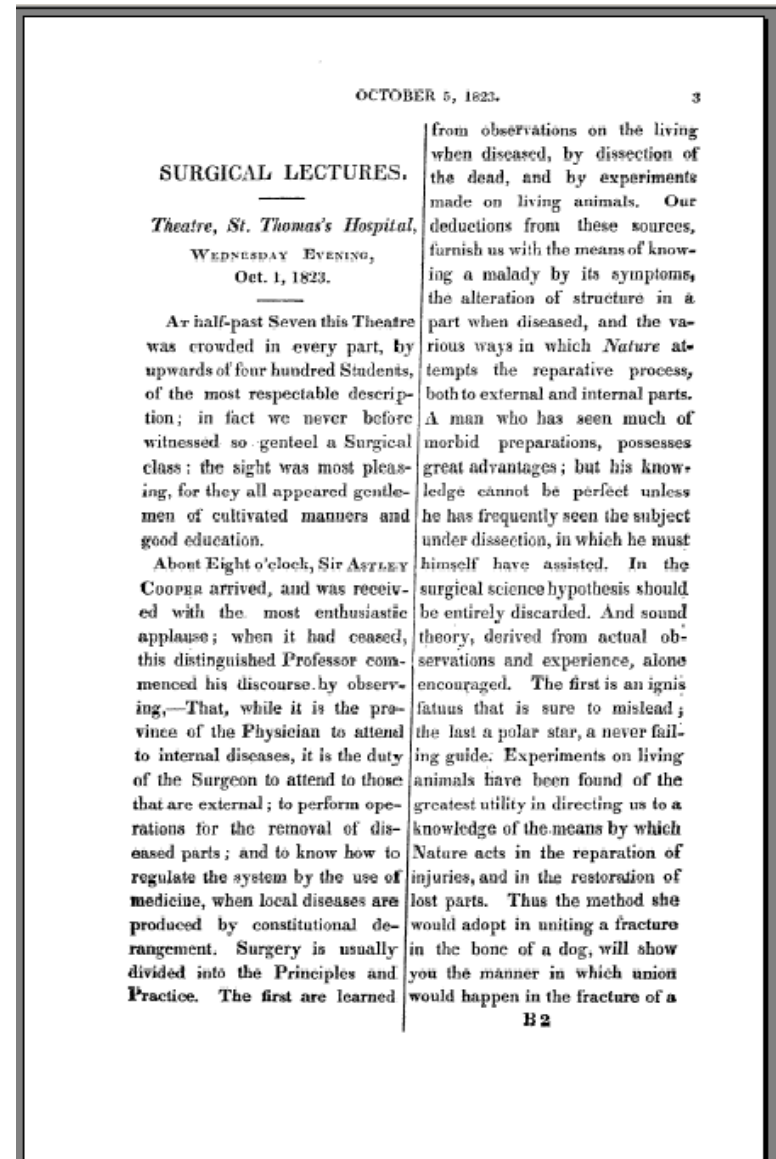 OCTOBER 5, 1823.
3
SURGICAL LECTURES.
Theatre, St. Thomas's Hospital,
WEDNESDAY EVENING,
Oct. 1, 1823.
AT half-past Seven this Theatre
was crowded in every part, by
upwards of four hundred Students,
of the most respectable descrip-
tion; in fact we never before
witnessed so genteel a Surgical
class: the sight was most pleas-
ing, for they all appeared gentle-
men of cultivated manners and
good education.
About Eight o'clock, Sir ASTLEY
COOPER arrived, and was receiv-
ed with the most enthusiastic
applause; when it had ceased,
this distinguished Professor com-
menced his discourse by observ-
ing,—That, while it is the pro-
vince of the Physician to attend
to internal diseases, it is the duty
of the Surgeon to attend to those
that are external; to perform ope-
rations for the removal of dis-
eased parts; and to know how to
regulate the system by the use of
medicine, when local diseases are
produced by constitutional de-
rangement. Surgery is usually
divided into the Principles and
Practice. The first are learned
from observations on the living
when diseased, by dissection of
the dead, and by experiments
made on living animals. Our
deductions from these sources,
furnish us with the means of know-
ing a malady by its symptoms,
the alteration of structure in a
part when diseased, and the va-
rious ways in which Nature at-
tempts the reparative process,
both to external and internal parts.
A man who has seen much of
morbid preparations, possesses
great advantages; but his know-
ledge cannot be perfect unless
he has frequently seen the subject
under dissection, in which he must
himself have assisted. In the
surgical science hypothesis should
be entirely discarded. And sound
theory, derived from actual ob-
servations and experience, alone
encouraged. The first is an ignis
fatuus that is sure to mislead;
the last a polar star, a never fail-
ing guide. Experiments on living
animals have been found of the
greatest utility in directing us to a
knowledge of the means by which
Nature acts in the reparation of
injuries, and in the restoration of
lost parts. Thus the method she
would adopt in uniting a fracture
in the bone of a dog, will show
you the manner in which union
would happen in the fracture of a
B 2